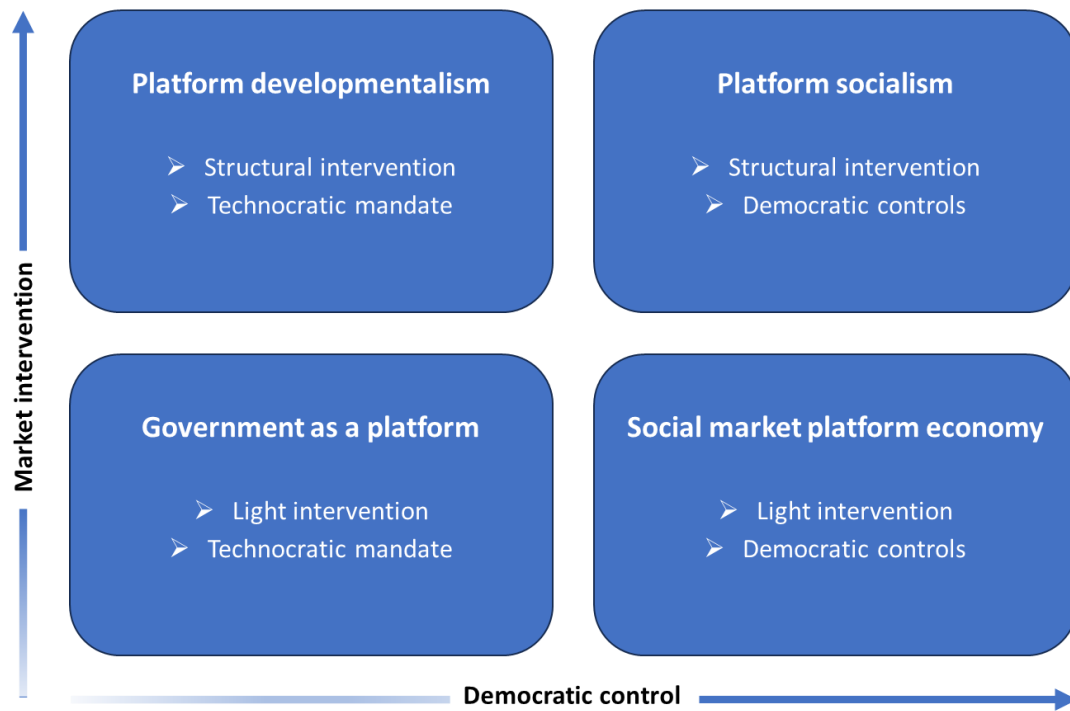 Platform developmentalism
➢ Structural intervention
➢ Technocratic mandate
Platform socialism
➢ Structural intervention
➢ Democratic controls
Market intervention
Government as a platform
➢ Light intervention
➢ Technocratic mandate
Social market platform economy
➢ Light intervention
➢ Democratic controls
Democratic control